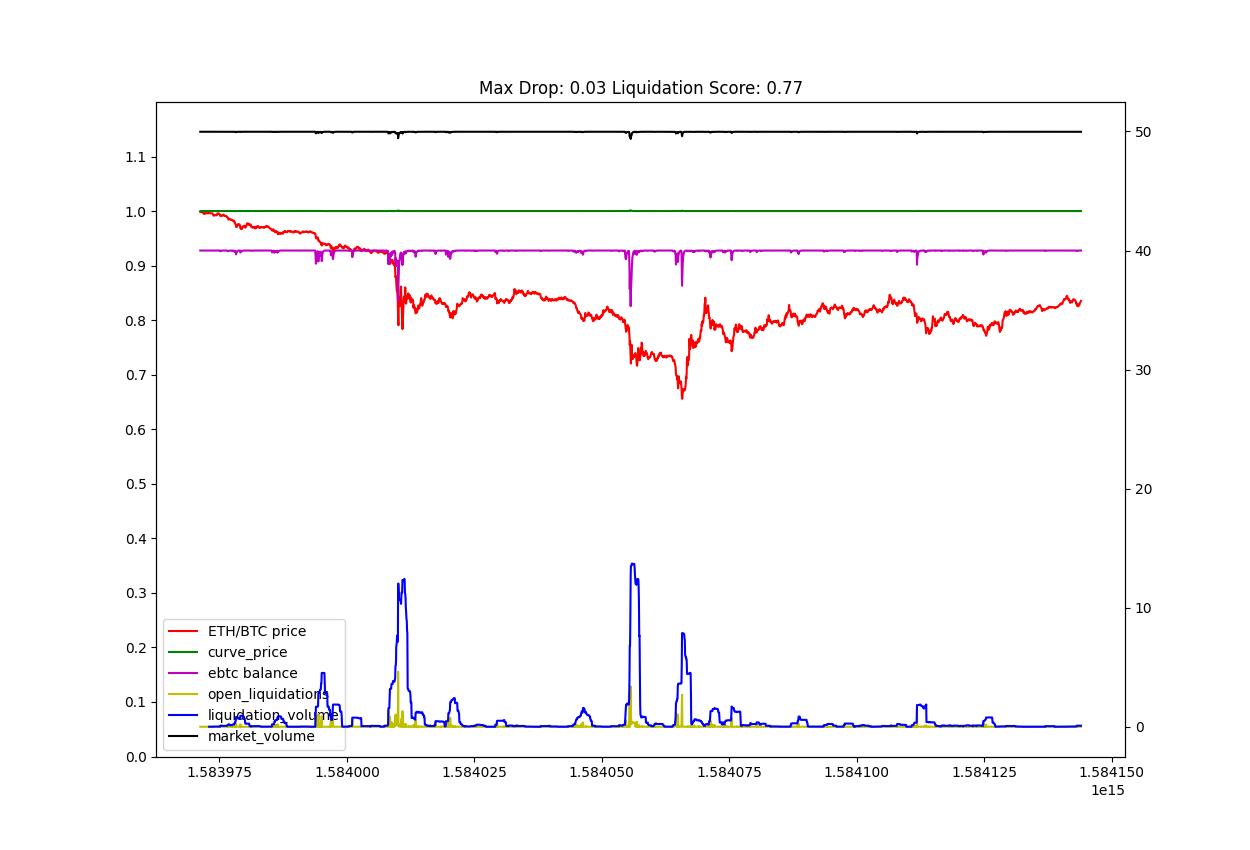 Max Drop: 0.03 Liquidation Score: 0.77
1.1
1.0
0.9
0.8
0.7
0.6
0.5
0.4
0.3
0.2
0.1
0.0
50
40
30
20
10
0
ETH/BTC price
curve_price
ebtc balance
open_liquidations
liquidation_volume
market_volume
1.583975 1.584000 1.584025 1.584050 1.584075 1.584100 1.584125 1.584150
1e15